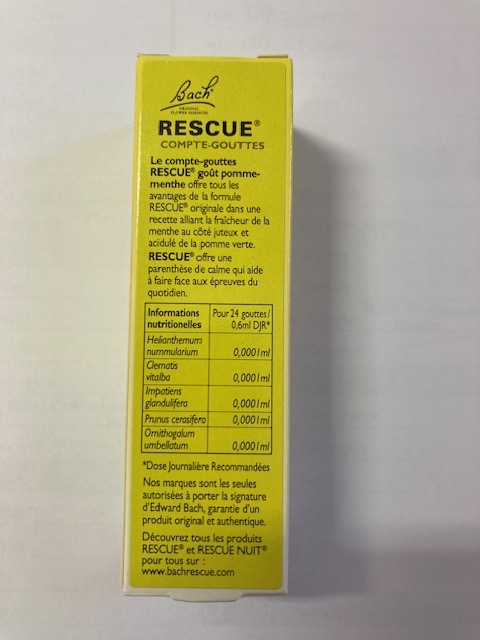 Bach®
ORIGINAL
FLOWER REMEDIES
RESCUE®
COMPTE-GOUTTES
Le compte-gouttes
RESCUE® goût pomme-
menthe offre tous les
avantages de la formule
RESCUE® originale dans une
recette alliant la fraîcheur de la
menthe au côté juteux et
acidulé de la pomme verte.
RESCUE® offre une
parenthèse de calme qui aide
à faire face aux épreuves du
quotidien.
Informations Pour 24 gouttes/
nutritionelles 0,6ml DJR*
Helianthemum
nummularium 0,0001ml
Clematis
vitalba 0,0001ml
Impatiens
glandulifera 0,0001ml
Prunus cerasifera 0,0001ml
Ornithogalum
umbellatum 0,0001ml
*Dose Journalière Recommandées
Nos marques sont les seules
autorisées à porter la signature
d'Edward Bach, garantie d'un
produit original et authentique.
Découvrez tous les produits
RESCUE® et RESCUE NUIT®
pour tous sur :
www.bachrescue.com